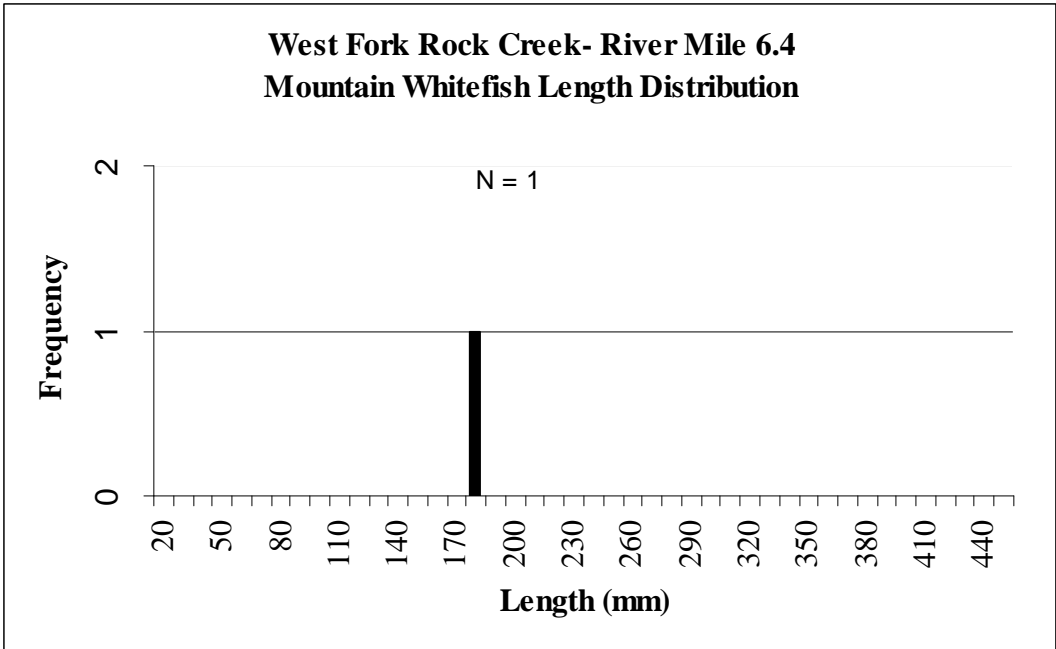 West Fork Rock Creek- River Mile 6.4
Mountain Whitefish Length Distribution
N = 1
Frequency
2
1
0
20 50 80 110 140 170 200 230 260 290 320 350 380 410 440
Length (mm)